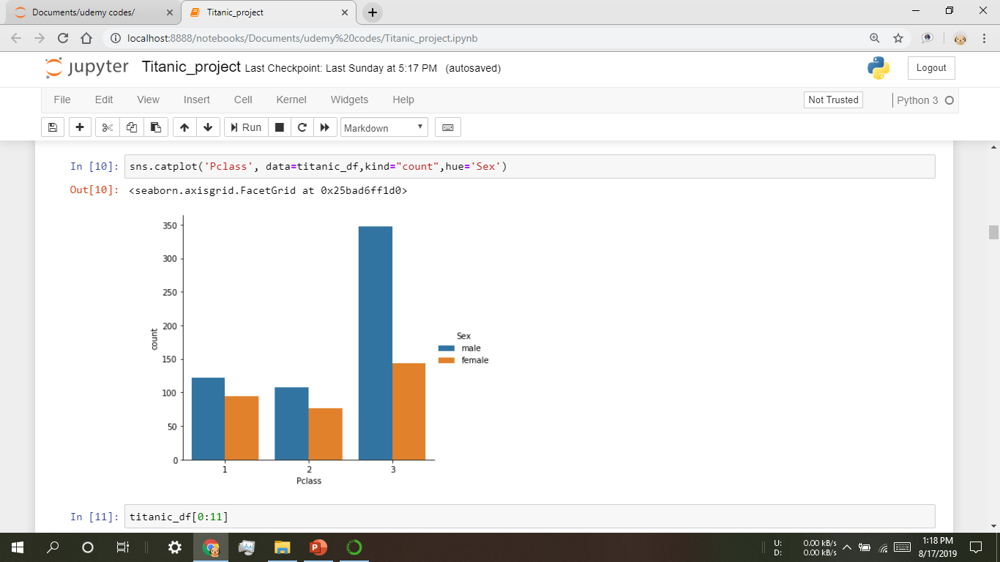 Documents/udemy codes/
Titanic_project
localhost:8888/notebooks/Documents/udemy%20codes/Titanic_project.ipynb
jupyter Titanic_project Last Checkpoint: Last Sunday at 5:17 PM (autosaved)
Logout
File Edit View Insert Cell Kernel Widgets Help
Not Trusted
Python 3
Run
Markdown
In [10]: sns.catplot('Pclass', data=titanic_df,kind="count",hue='Sex')
Out[10]: <seaborn.axisgrid.FacetGrid at 0x25bad6ff1d0>
350
300
250
200
150
100
50
0
count
1 2 3
Pclass
Sex
male
female
In [11]: titanic_df[0:11]
U: 0.00 kB/s
D: 0.00 kB/s
1:18 PM
8/17/2019